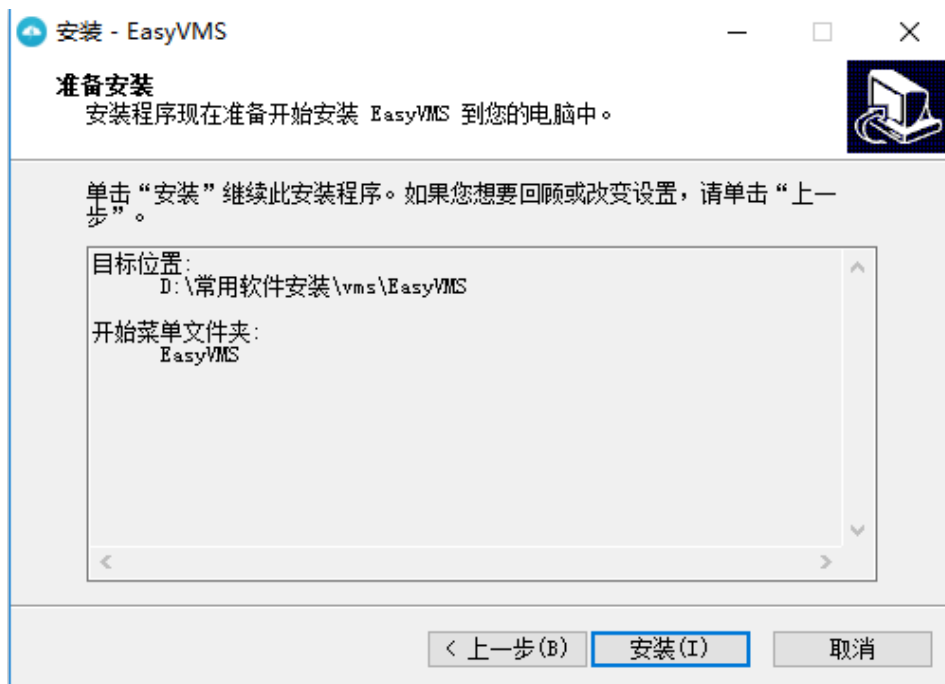 安装 - EasyVMS
准备安装
安装程序现在准备开始安装 EasyVMS 到您的电脑中。
单击“安装”继续此安装程序。如果您想要回顾或改变设置，请单击“上一
步”。
目标位置:
D:\常用软件安装\vms\EasyVMS
开始菜单文件夹:
EasyVMS
< 上一步(B) 安装(I) 取消